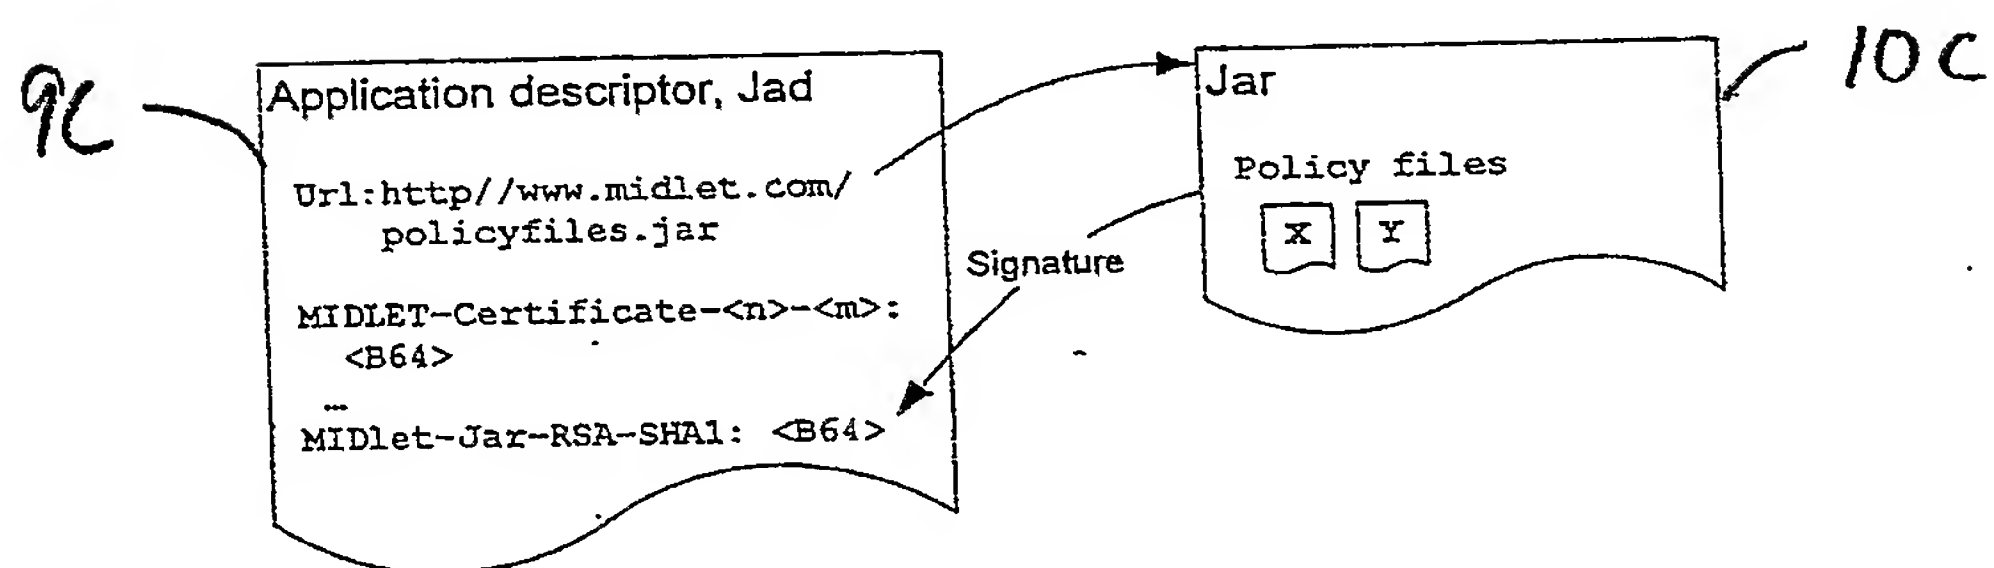 9C
Application descriptor, Jad
Url:http//www.midlet.com/
policyfiles.jar
MIDLET-Certificate-<n>-<m>:
<B64>
…
MIDlet-Jar-RSA-SHA1: <B64>
Signature
Jar
Policy files
X Y
10C